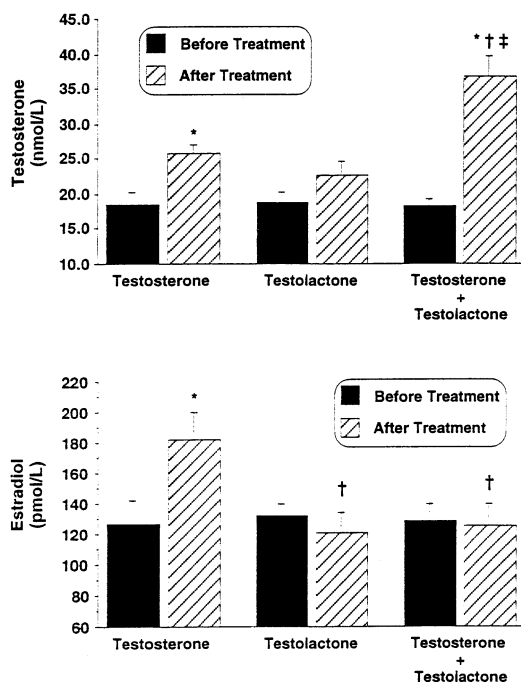 Before Treatment
After Treatment
Testosterone
(nmol/L)
45.0
40.0
35.0
30.0
25.0
20.0
15.0
10.0
*
* † ‡
Testosterone
Testolactone
Testosterone
+
Testolactone
Before Treatment
After Treatment
Estradiol
(pmol/L)
220
200
180
160
140
120
100
80
60
*
†
†
Testosterone
Testolactone
Testosterone
+
Testolactone